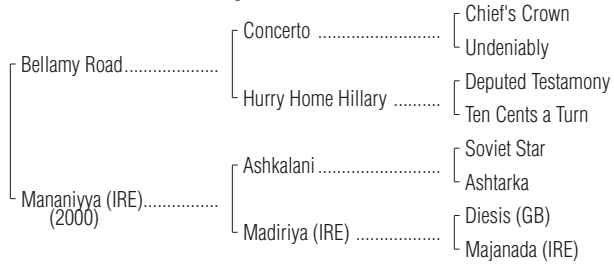 Chief's Crown
Concerto ..........................
Undeniably
Bellamy Road...................
Deputed Testamony
Hurry Home Hillary ..........
Ten Cents a Turn
Soviet Star
Ashkalani..........................
Ashtarka
Mananiyya (IRE)...............
(2000)
Diesis (GB)
Madiriya (IRE) ..................
Majanada (IRE)